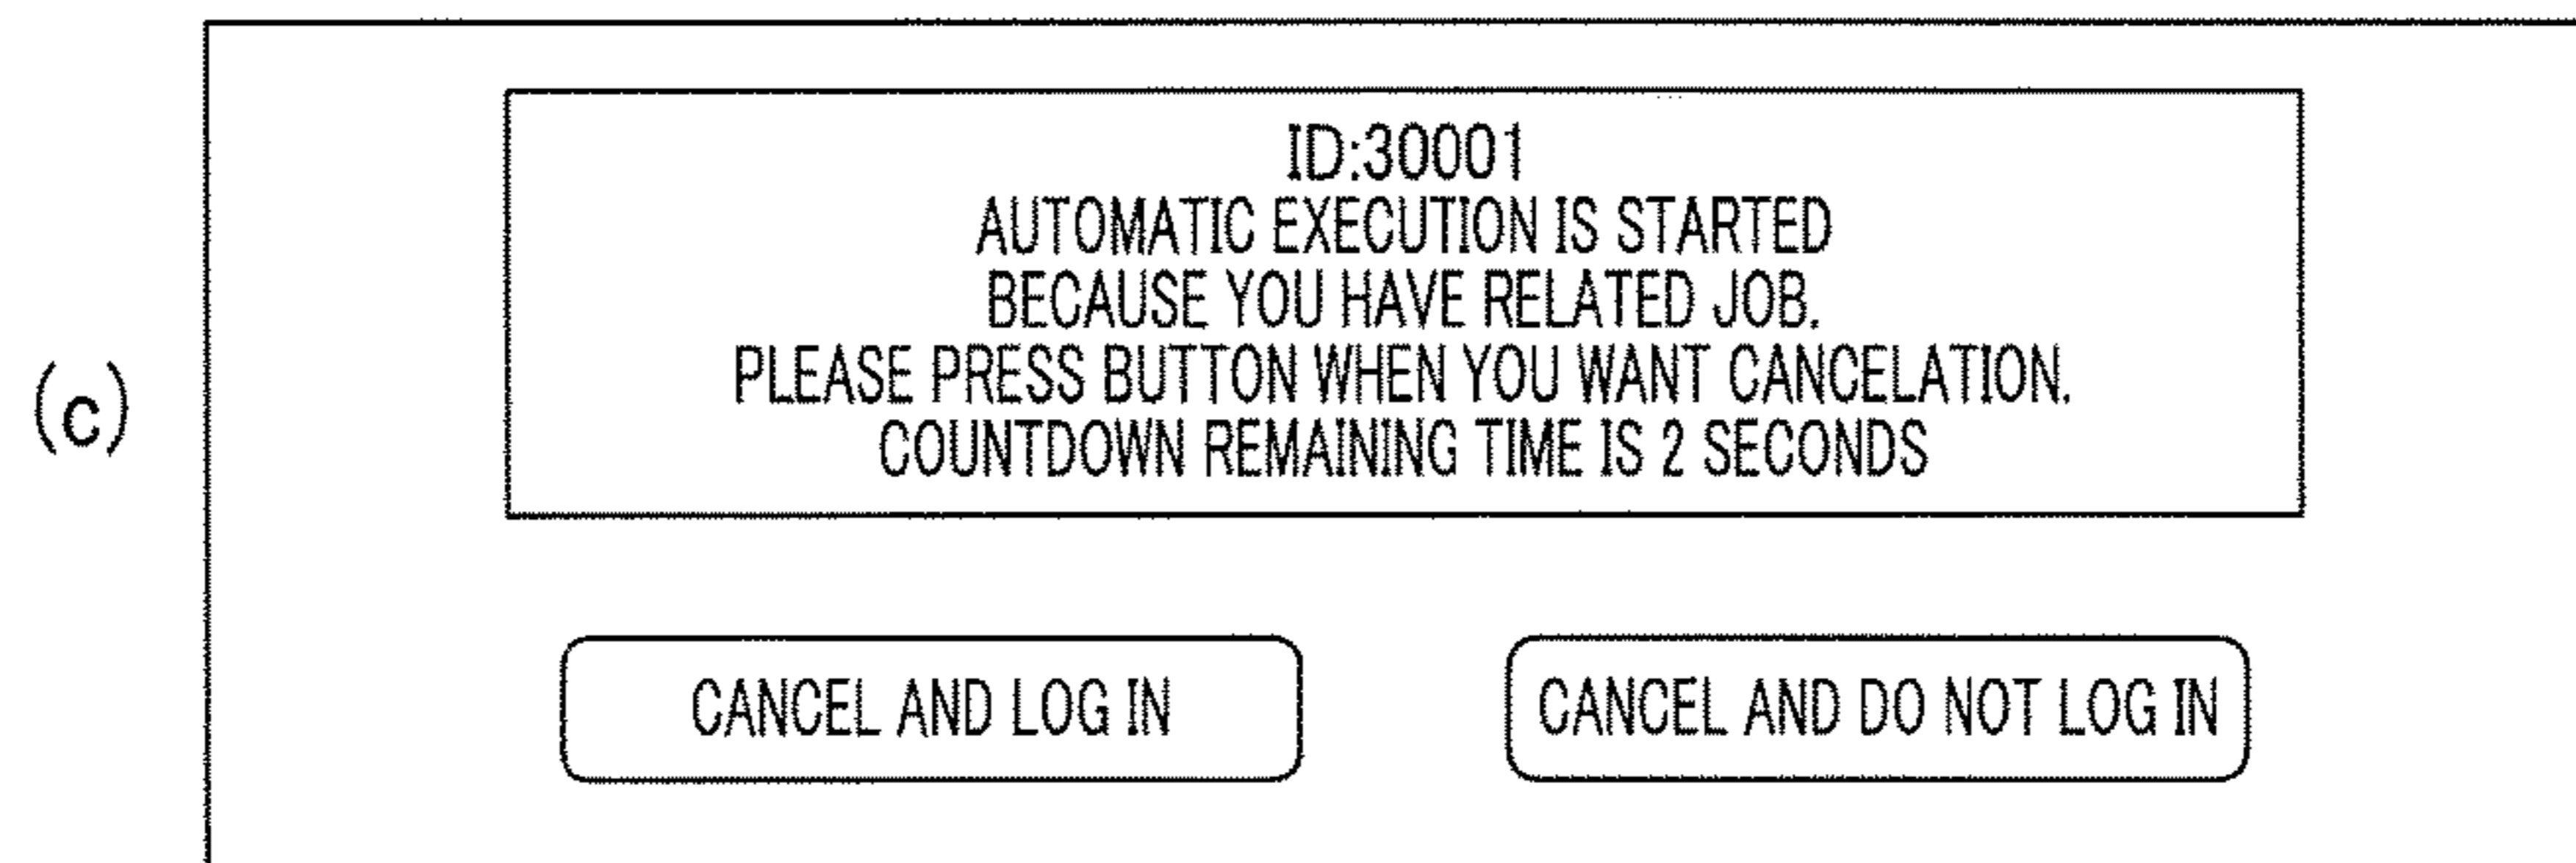 ID:30001
AUTOMATIC EXECUTION IS STARTED
BECAUSE YOU HAVE RELATED JOB.
PLEASE PRESS BUTTON WHEN YOU WANT CANCELATION.
COUNTDOWN REMAINING TIME IS 2 SECONDS
(c)
CANCEL AND LOG IN
CANCEL AND DO NOT LOG IN